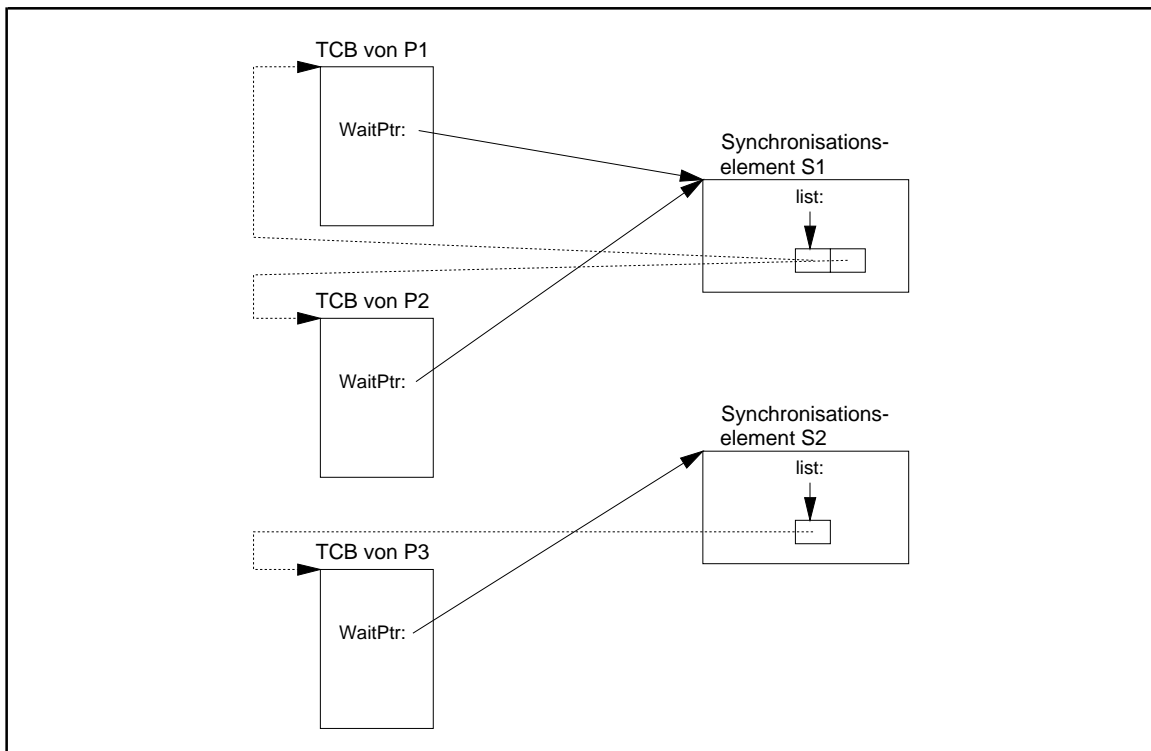 TCB von P1
WaitPtr:
Synchronisations-
element S1
list:
TCB von P2
WaitPtr:
Synchronisations-
element S2
list:
TCB von P3
WaitPtr: